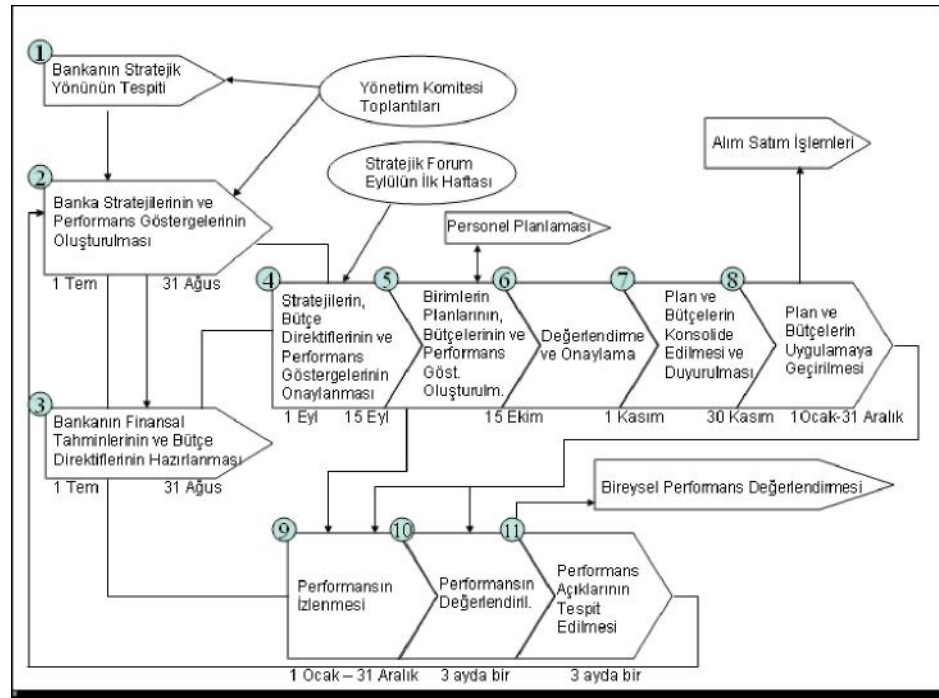 1
Bankanın Stratejik
Yönünün Tespiti
Yönetim Komitesi
Toplantıları
Alım Satım İşlemleri
Stratejik Forum
Eylülün İlk Haftası
2
Banka Stratejilerinin ve
Performans Göstergelerinin
Oluşturulması
1 Tem
31 Ağus
Personel Planlaması
4
Stratejilerin,
Bütçe
Direktiflerinin ve
Performans
Göstergelerinin
Onaylanması
5
Birimlerin
Planlarının,
Bütçelerinin ve
Performans
Göst.
Oluşturulm.
6
Değerlendirme
ve Onaylama
7
Plan ve
Bütçelerin
Konsolide
Edilmesi ve
Duyurulması
8
Plan ve
Bütçelerin
Uygulamaya
Geçirilmesi
1 Eyl
15 Eyl
15 Ekim
1 Kasım
30 Kasım
1Ocak-31 Aralık
3
Bankanın Finansal
Tahminlerinin ve Bütçe
Direktiflerinin Hazırlanması
1 Tem
31 Ağus
Bireysel Performans Değerlendirmesi
9
Performansın
İzlenmesi
10
Performansın
Değerlendiril.
11
Performans
Açıklarının
Tespit
Edilmesi
1 Ocak – 31 Aralık
3 ayda bir
3 ayda bir